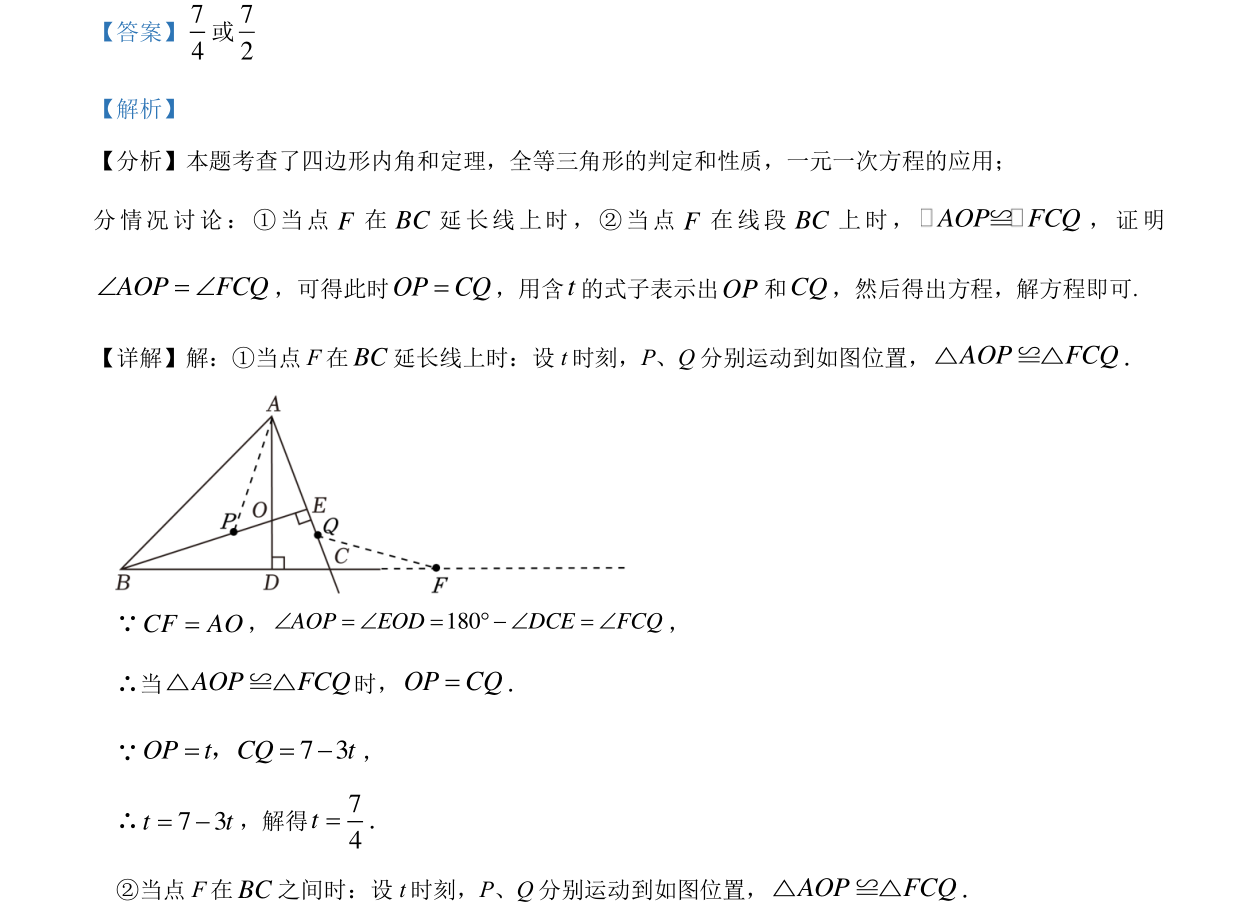 【答案】7/4 或 7/2
【解析】
【分析】本题考查了四边形内角和定理，全等三角形的判定和性质，一元一次方程的应用；
分情况讨论：①当点 F 在 BC 延长线上时，②当点 F 在线段 BC 上时，□AOP≌□FCQ，证明
∠AOP = ∠FCQ，可得此时 OP = CQ，用含 t 的式子表示出 OP 和 CQ，然后得出方程，解方程即可.
【详解】解：①当点 F 在 BC 延长线上时：设 t 时刻，P、Q 分别运动到如图位置，△AOP≌△FCQ．
A
O
E
P
Q
C
B
D
F
∵CF = AO，∠AOP = ∠EOD = 180° − ∠DCE = ∠FCQ，
∴当△AOP≌△FCQ时，OP = CQ．
∵OP = t，CQ = 7 − 3t，
∴t = 7 − 3t，解得 t = 7/4．
②当点 F 在 BC 之间时：设 t 时刻，P、Q 分别运动到如图位置，△AOP≌△FCQ．